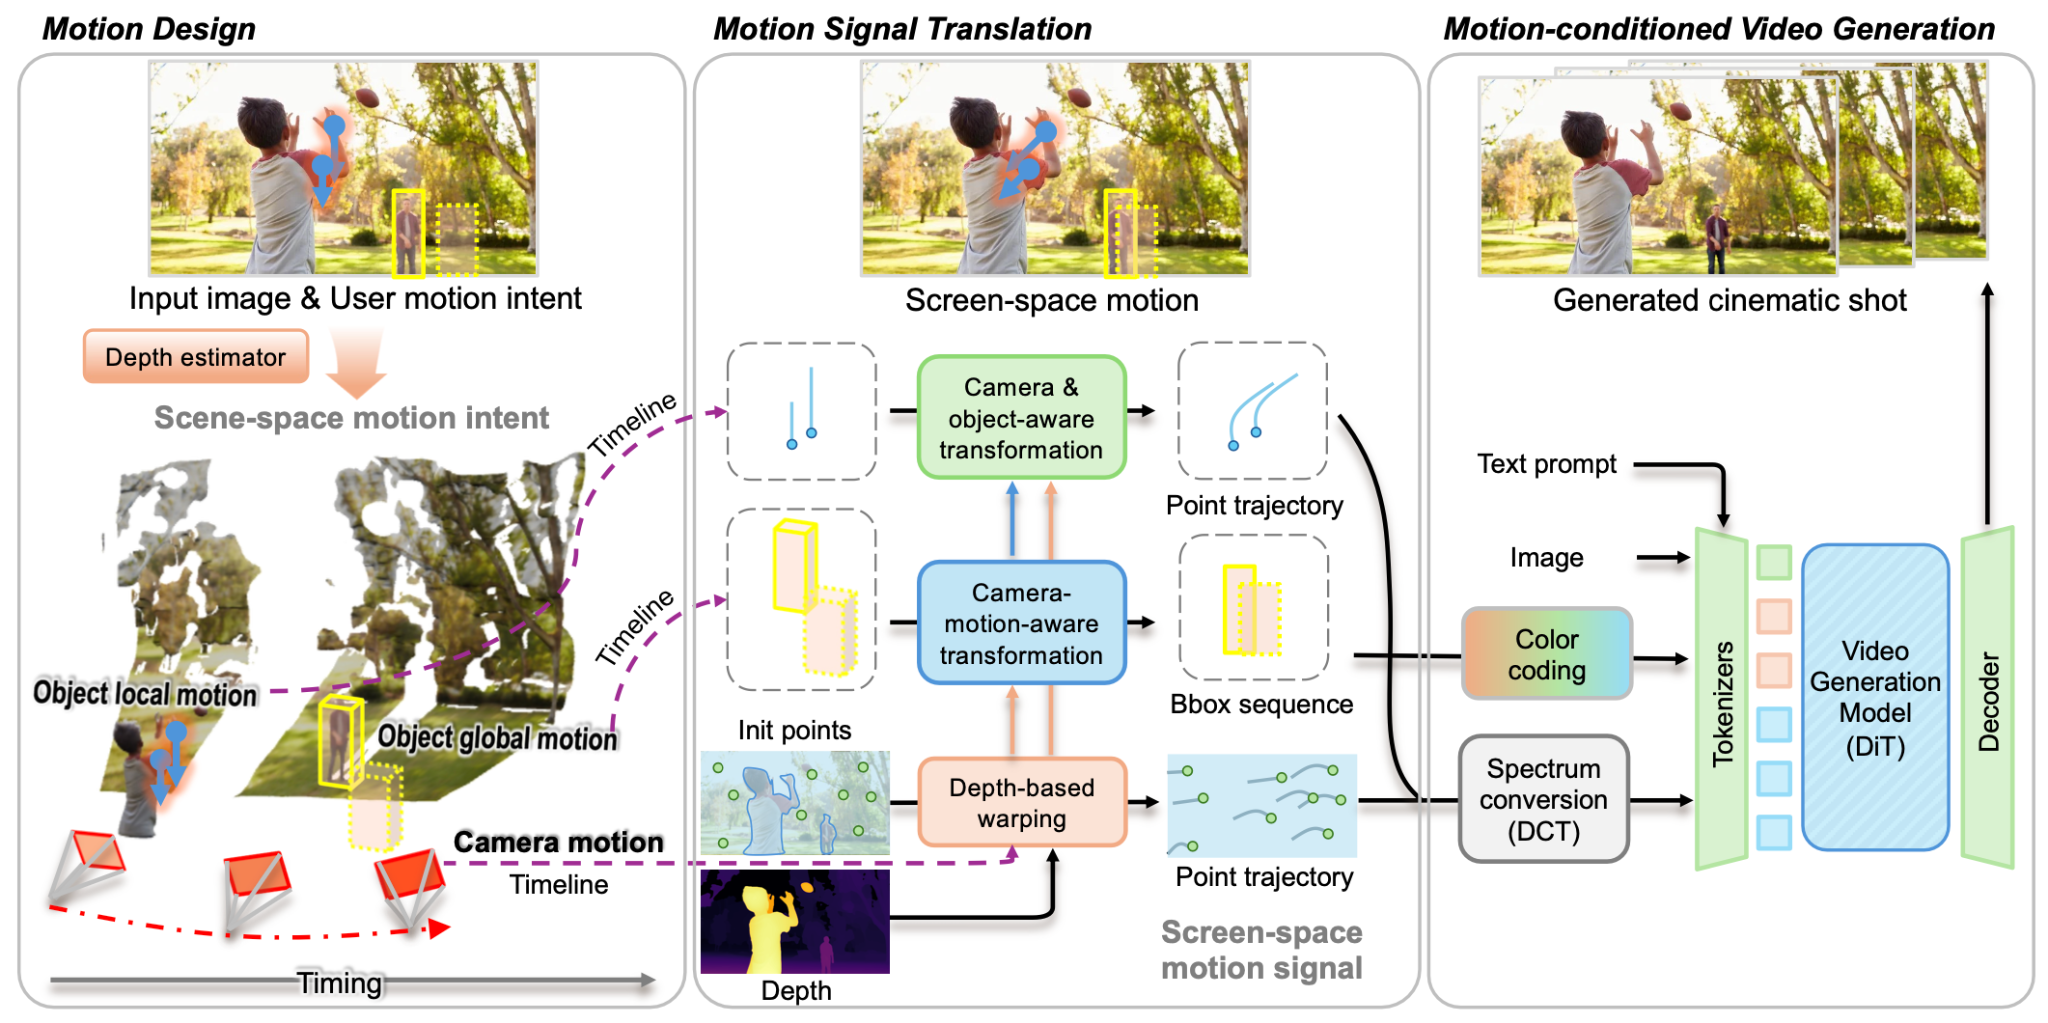 Motion Design
Input image & User motion intent
Depth estimator
Scene-space motion intent
Object local motion
Object global motion
Camera motion
Timeline
Timing
Timeline
Timeline
Motion Signal Translation
Screen-space motion
Camera &
object-aware
transformation
Point trajectory
Camera-
motion-aware
transformation
Bbox sequence
Init points
Depth-based
warping
Point trajectory
Depth
Screen-space
motion signal
Motion-conditioned Video Generation
Generated cinematic shot
Text prompt
Image
Color
coding
Spectrum
conversion
(DCT)
Tokenizers
Video
Generation
Model
(DiT)
Decoder